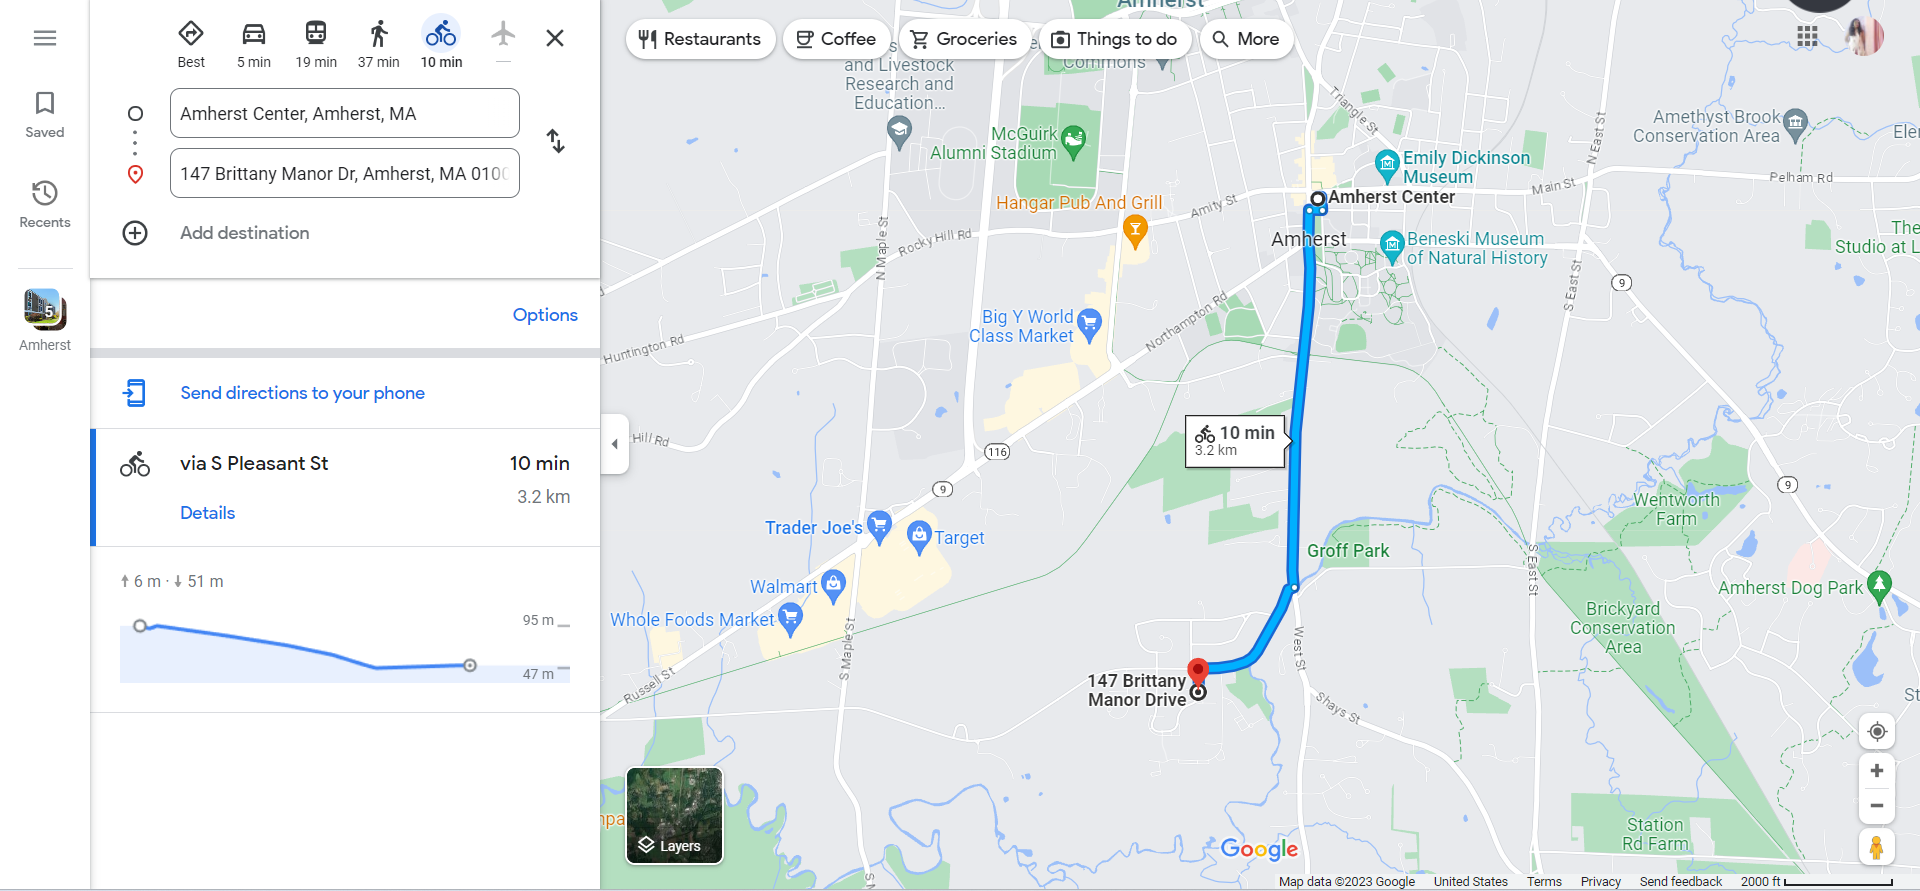 Best
5 min
19 min
37 min
10 min
—
Saved
Recents
5
Amherst
Amherst Center, Amherst, MA
147 Brittany Manor Dr, Amherst, MA 0100
Add destination
Options
Send directions to your phone
via S Pleasant St
10 min
3.2 km
Details
6 m · 51 m
95 m
47 m
Restaurants
Coffee
Groceries
Things to do
More
Amherst
Commons
and Livestock
Research and
Education...
McGuirk
Alumni Stadium
Triangle St
N East St
Amethyst Brook
Conservation Area
Emily Dickinson
Museum
Main St
Pelham Rd
Hangar Pub And Grill
Amity St
Amherst Center
Rocky Hill Rd
N Maple St
Amherst
Beneski Museum
of Natural History
The
Studio at L
S East St
9
Big Y World
Class Market
Northampton Rd
Huntington Rd
Hill Rd
116
10 min
3.2 km
9
9
Wentworth
Farm
Trader Joe's
Target
Groff Park
S East St
Walmart
Amherst Dog Park
Whole Foods Market
Brickyard
Conservation
Area
S Maple St
West St
Russell St
147 Brittany
Manor Drive
Shays St
St
mpa
Station
Rd Farm
Layers
Google
Map data ©2023 Google
United States
Terms
Privacy
Send feedback
2000 ft